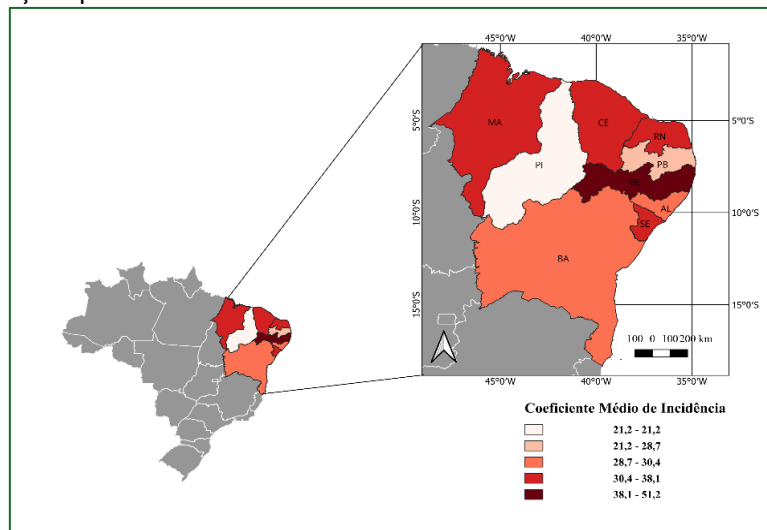 45°0'W 40°0'W 35°0'W
5°0'S 5°0'S
MA
CE
RN
PI
PB
PE
10°0'S 10°0'S
AL
SE
BA
15°0'S 15°0'S
100 0 100 200 km
45°0'W 40°0'W 35°0'W
Coeficiente Médio de Incidência
21,2 - 21,2
21,2 - 28,7
28,7 - 30,4
30,4 - 38,1
38,1 - 51,2